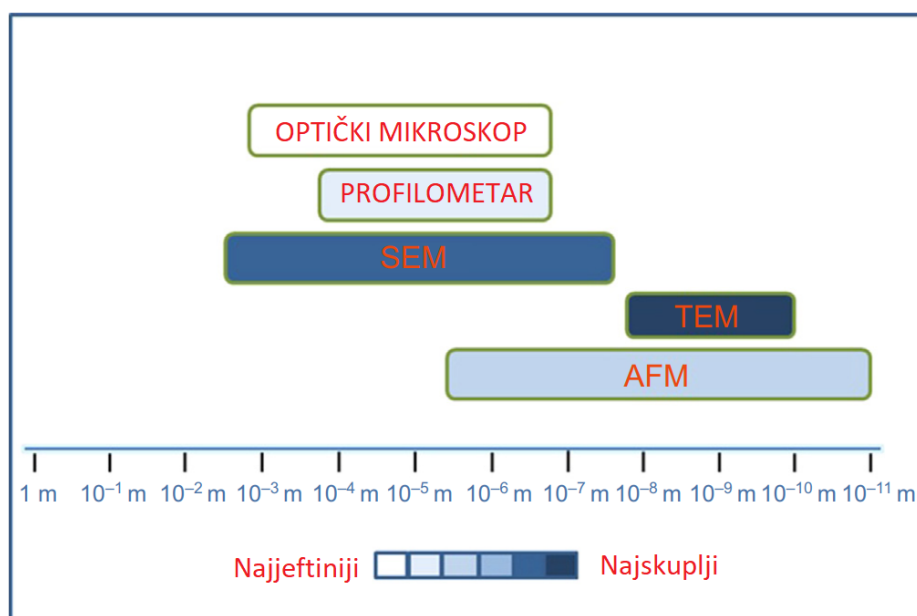 OPTIČKI MIKROSKOP
PROFILOMETAR
SEM
TEM
AFM
1 m 10⁻¹ m 10⁻² m 10⁻³ m 10⁻⁴ m 10⁻⁵ m 10⁻⁶ m 10⁻⁷ m 10⁻⁸ m 10⁻⁹ m 10⁻¹⁰ m 10⁻¹¹ m
Najjeftiniji Najskuplji